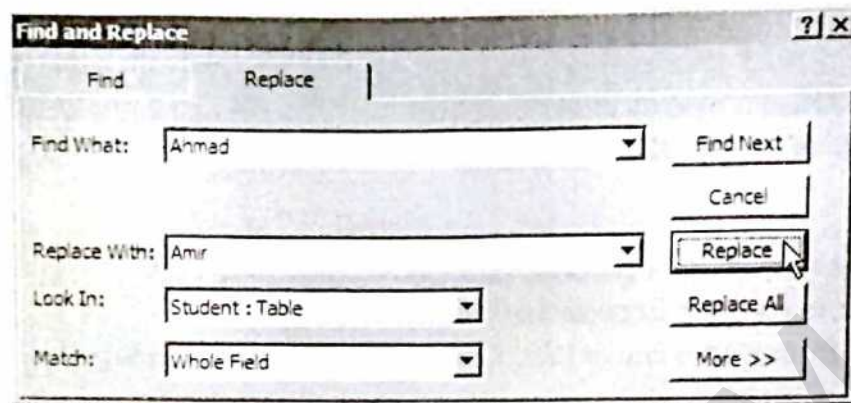 Find and Replace ? X
Find Replace
Find What: Ahmad Find Next
Cancel
Replace With: Amir Replace
Look In: Student : Table Replace All
Match: Whole Field More >>